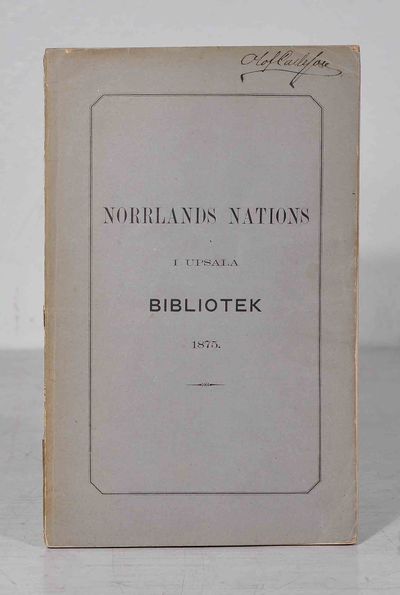 NORRLANDS NATIONS
I UPSALA
BIBLIOTEK
1875.